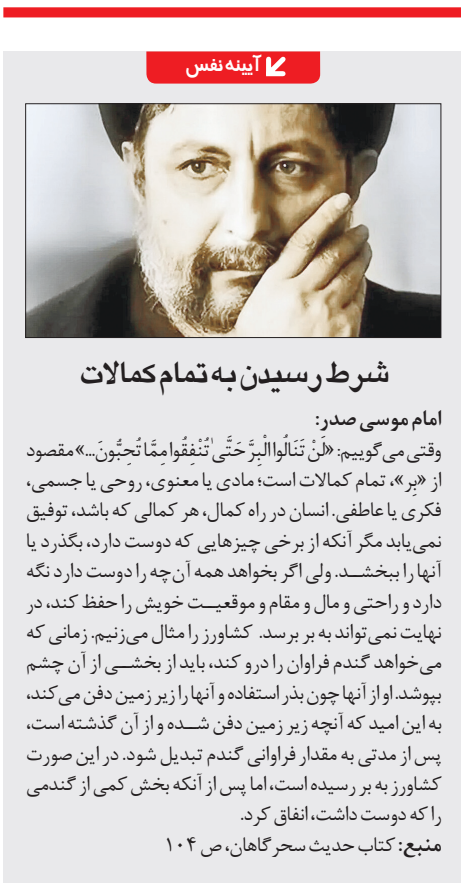 آیینه نفس
شرط رسیدن به تمام کمالات
امام موسی صدر:
وقتی می‌گوییم: «لَنْ تَنَالُوا الْبِرَّ حَتَّىٰ تُنْفِقُوا مِمَّا تُحِبُّونَ...» مقصود
از «بِر»، تمام کمالات است؛ مادی یا معنوی، روحی یا جسمی،
فکری یا عاطفی. انسان در راه کمال، هر کمالی که باشد، توفیق
نمی‌یابد مگر آنکه از برخی چیزهایی که دوست دارد، بگذرد یا
آنها را ببخشد. ولی اگر بخواهد همه آن‌چه را دوست دارد نگه
دارد و راحتی و مال و مقام و موقعیت خویش را حفظ کند، در
نهایت نمی‌تواند به بر برسد. کشاورز را مثال می‌زنیم. زمانی که
می‌خواهد گندم فراوان را درو کند، باید از بخشی از آن چشم
بپوشد. او از آنها چون بذر استفاده و آنها را زیر زمین دفن می‌کند،
به این امید که آنچه زیر زمین دفن شده و از آن گذشته است،
پس از مدتی به مقدار فراوانی گندم تبدیل شود. در این صورت
کشاورز به بر رسیده است، اما پس از آنکه بخش کمی از گندمی
را که دوست داشت، انفاق کرد.
منبع: کتاب حدیث سحرگاهان، ص ۱۰۴